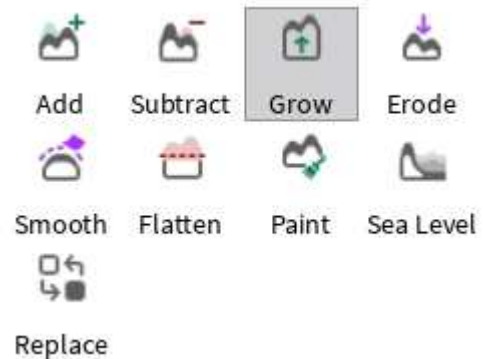 Add Subtract Grow Erode
Smooth Flatten Paint Sea Level
Replace